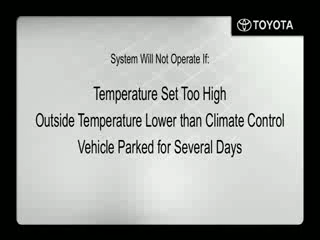 TOYOTA
System Will Not Operate If:
Temperature Set Too High
Outside Temperature Lower than Climate Control
Vehicle Parked for Several Days